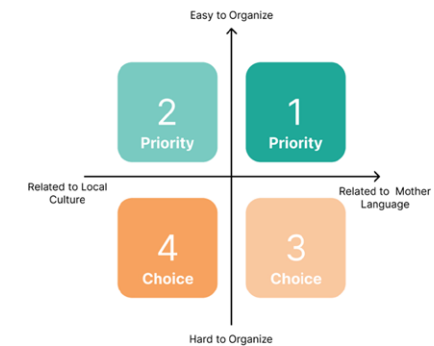 Easy to Organize
2
Priority
1
Priority
Related to Local
Culture
Related to Mother
Language
4
Choice
3
Choice
Hard to Organize